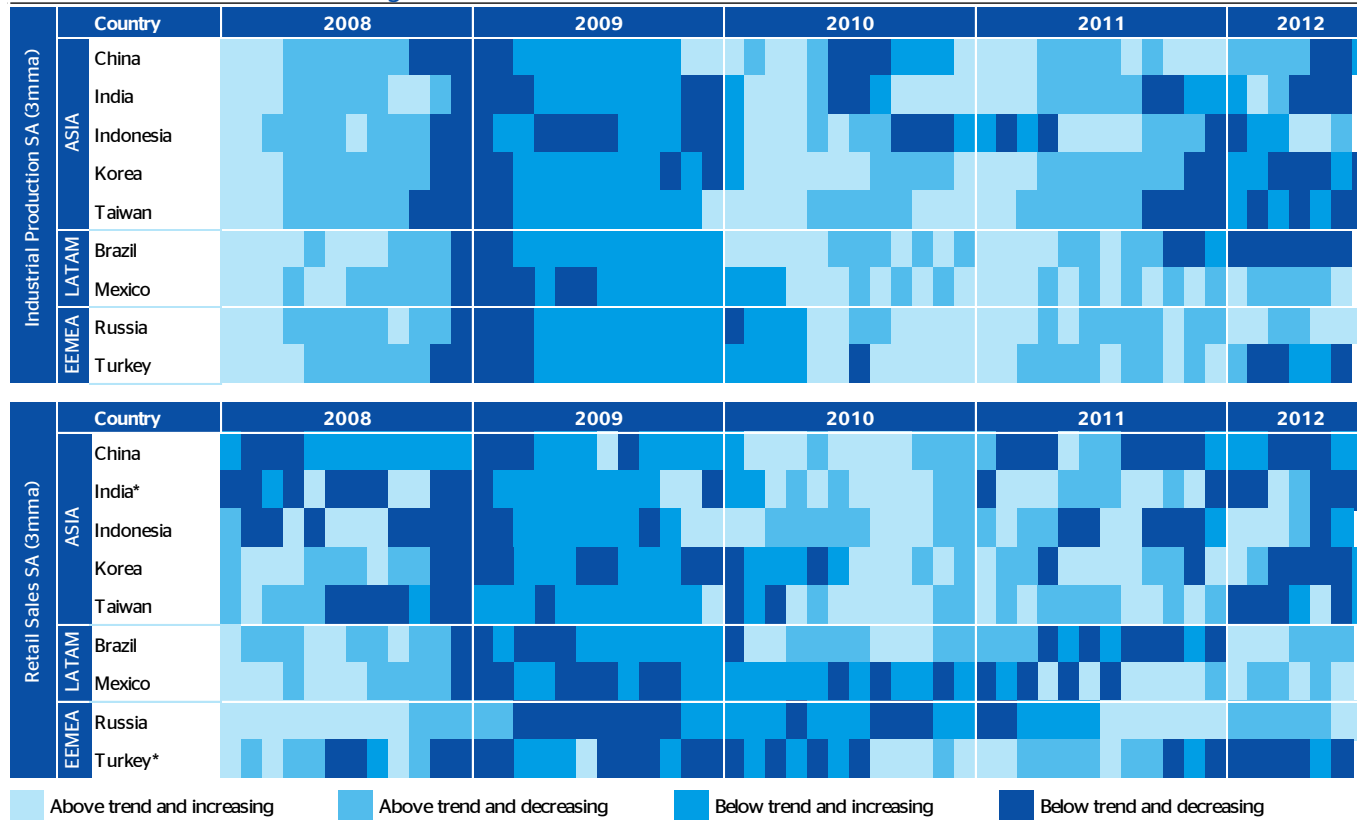 Country 2008 2009 2010 2011 2012
Industrial Production SA (3mma)
ASIA
China
India
Indonesia
Korea
Taiwan
LATAM
Brazil
Mexico
EEMEA
Russia
Turkey
Country 2008 2009 2010 2011 2012
Retail Sales SA (3mma)
ASIA
China
India*
Indonesia
Korea
Taiwan
LATAM
Brazil
Mexico
EEMEA
Russia
Turkey*
Above trend and increasing Above trend and decreasing Below trend and increasing Below trend and decreasing